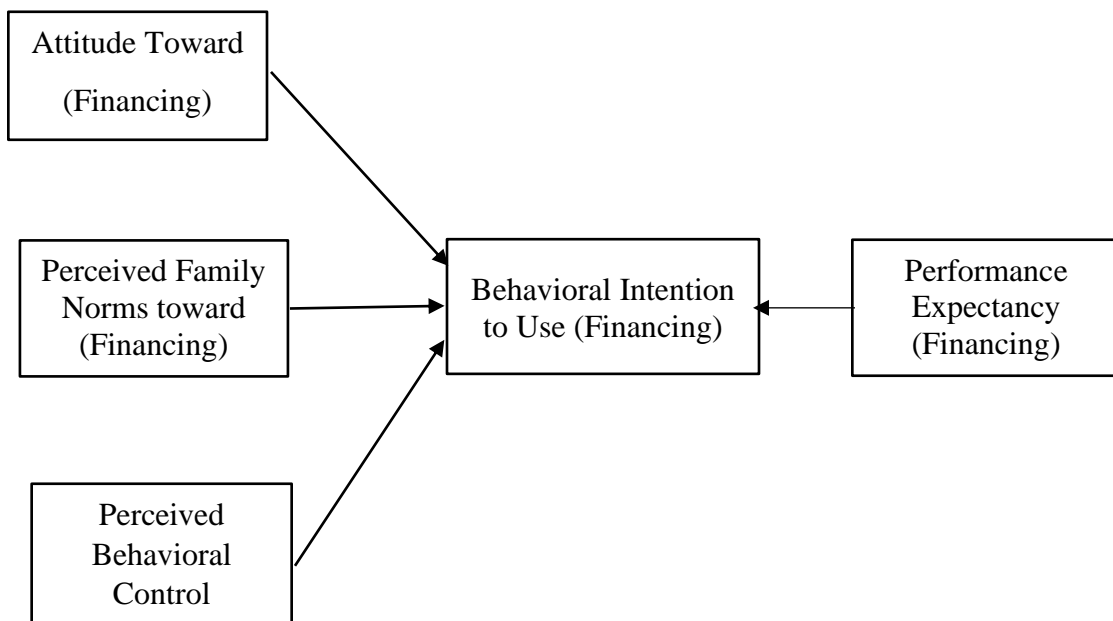 Attitude Toward
(Financing)
Perceived Family
Norms toward
(Financing)
Behavioral Intention
to Use (Financing)
Performance
Expectancy
(Financing)
Perceived
Behavioral
Control